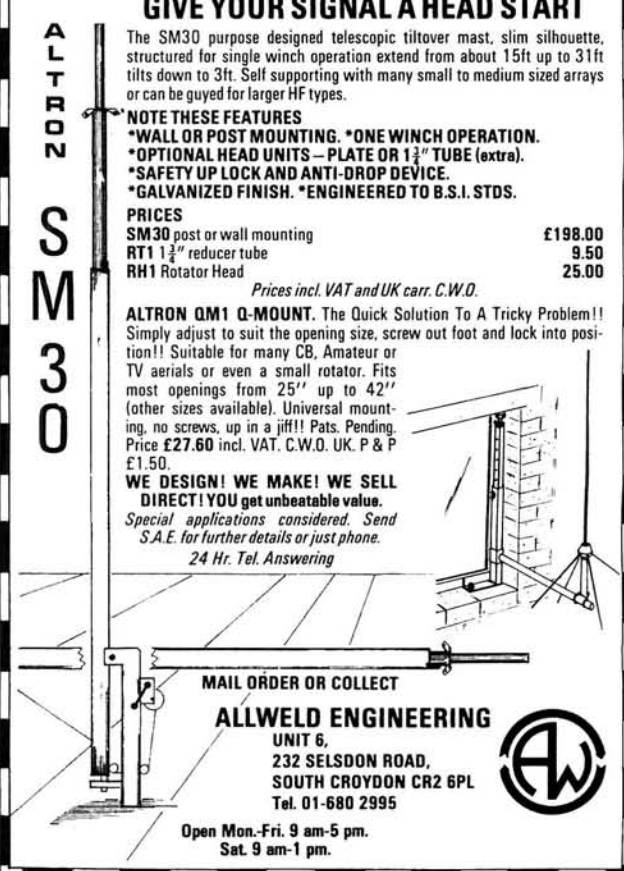 GIVE YOUR SIGNAL A HEAD START
ALTRON
SM30
The SM30 purpose designed telescopic tiltover mast, slim silhouette,
structured for single winch operation extend from about 15ft up to 31ft
tilts down to 3ft. Self supporting with many small to medium sized arrays
or can be guyed for larger HF types.
NOTE THESE FEATURES
*WALL OR POST MOUNTING. *ONE WINCH OPERATION.
*OPTIONAL HEAD UNITS – PLATE OR 1¾″ TUBE (extra).
*SAFETY UP LOCK AND ANTI-DROP DEVICE.
*GALVANIZED FINISH. *ENGINEERED TO B.S.I. STDS.
PRICES
SM30 post or wall mounting £198.00
RT1 1¾″ reducer tube 9.50
RH1 Rotator Head 25.00
Prices incl. VAT and UK carr. C.W.O.
ALTRON QM1 Q-MOUNT. The Quick Solution To A Tricky Problem!!
Simply adjust to suit the opening size, screw out foot and lock into posi-
tion!! Suitable for many CB, Amateur or
TV aerials or even a small rotator. Fits
most openings from 25'' up to 42''
(other sizes available). Universal mount-
ing, no screws, up in a jiff!! Pats. Pending.
Price £27.60 incl. VAT. C.W.O. UK. P & P
£1.50.
WE DESIGN! WE MAKE! WE SELL
DIRECT! YOU get unbeatable value.
Special applications considered. Send
S.A.E. for further details or just phone.
24 Hr. Tel. Answering
MAIL ORDER OR COLLECT
ALLWELD ENGINEERING
UNIT 6,
232 SELSDON ROAD,
SOUTH CROYDON CR2 6PL
Tel. 01-680 2995
AW
Open Mon.-Fri. 9 am-5 pm.
Sat. 9 am-1 pm.